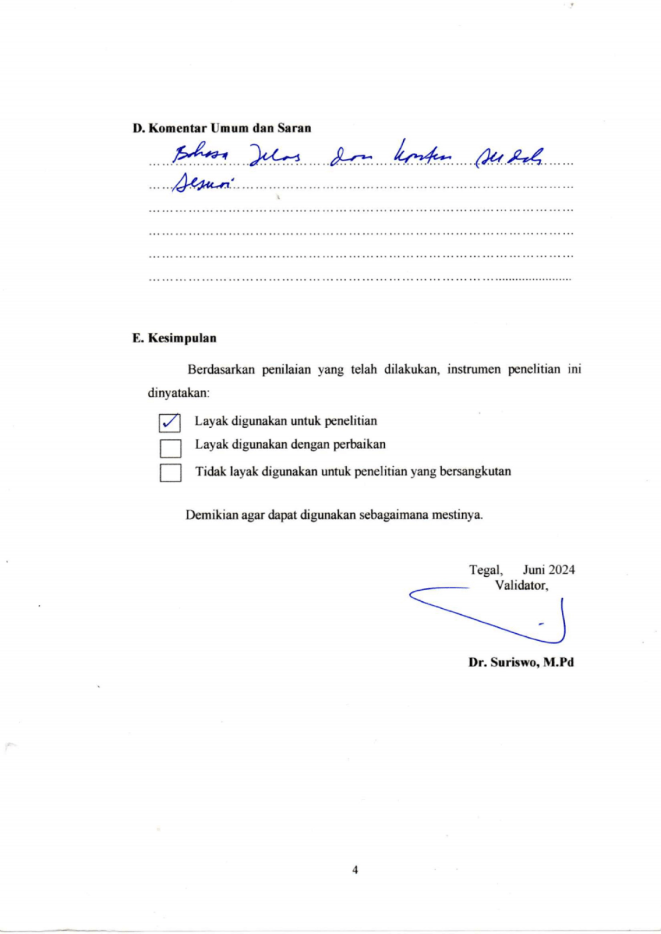 D. Komentar Umum dan Saran
Bahasa Jelas dan konten sudah
Sesuai
E. Kesimpulan
Berdasarkan penilaian yang telah dilakukan, instrumen penelitian ini
dinyatakan:
Layak digunakan untuk penelitian
Layak digunakan dengan perbaikan
Tidak layak digunakan untuk penelitian yang bersangkutan
Demikian agar dapat digunakan sebagaimana mestinya.
Tegal, Juni 2024
Validator,
Dr. Suriswo, M.Pd
4